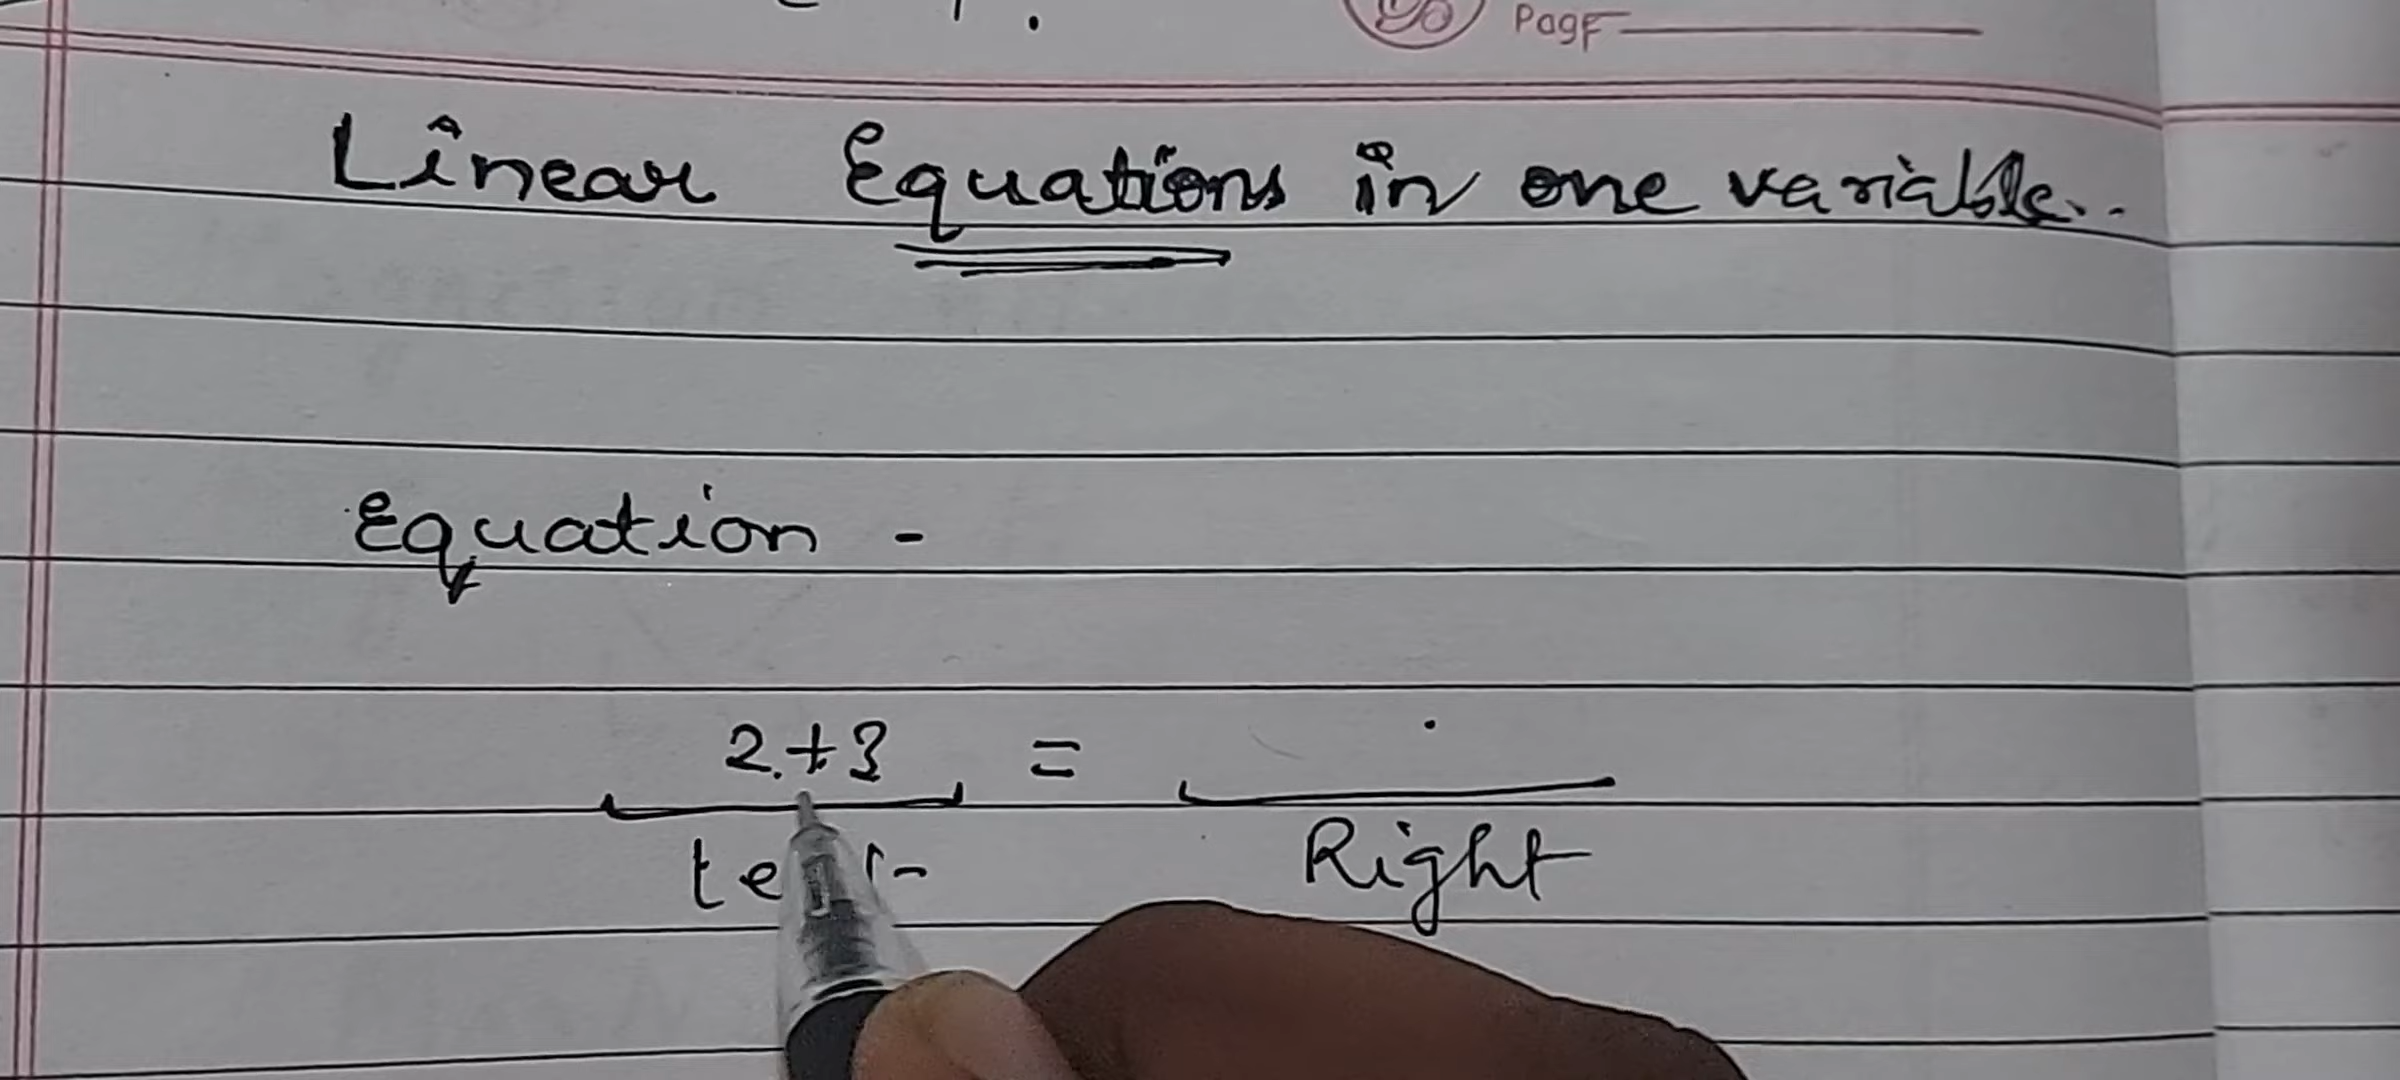 Page
Linear Equations in one variable..
Equation -
2+3 =
Right